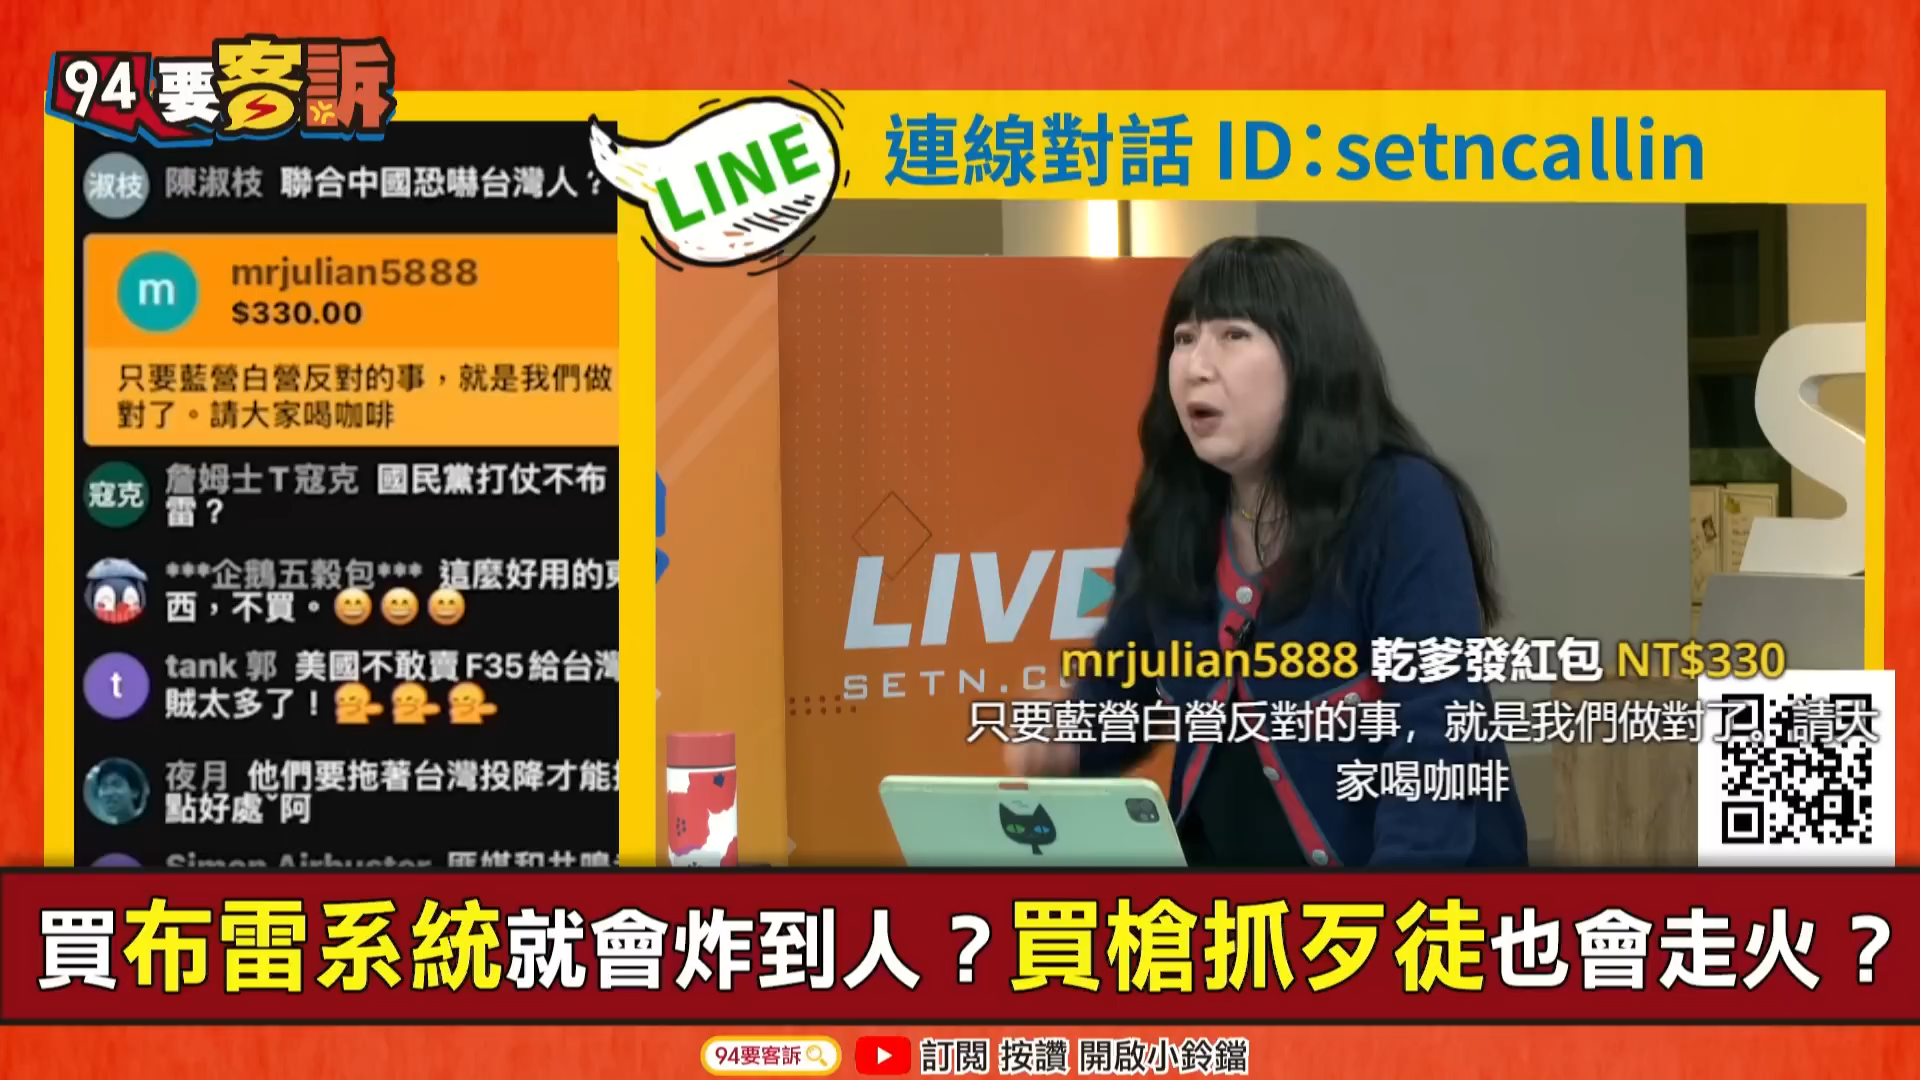 94要客訴
LINE
連線對話 ID:setncallin
淑枝 陳淑枝 聯合中國恐嚇台灣人?
m mrjulian5888
$330.00
只要藍營白營反對的事,就是我們做
對了。請大家喝咖啡
寇克 詹姆士T寇克 國民黨打仗不布
雷?
***企鵝五穀包*** 這麼好用的東
西,不買。😄😄😄
t tank 郭 美國不敢賣F35給台灣
賊太多了!
夜月 他們要拖著台灣投降才能
點好處ˇ阿
Simon Airbuster 匪媒和共鳴
LIVE
SETN.C
mrjulian5888 乾爹發紅包 NT$330
只要藍營白營反對的事, 就是我們做對了。請大
家喝咖啡
買布雷系統就會炸到人?買槍抓歹徒也會走火?
94要客訴 訂閱 按讚 開啟小鈴鐺